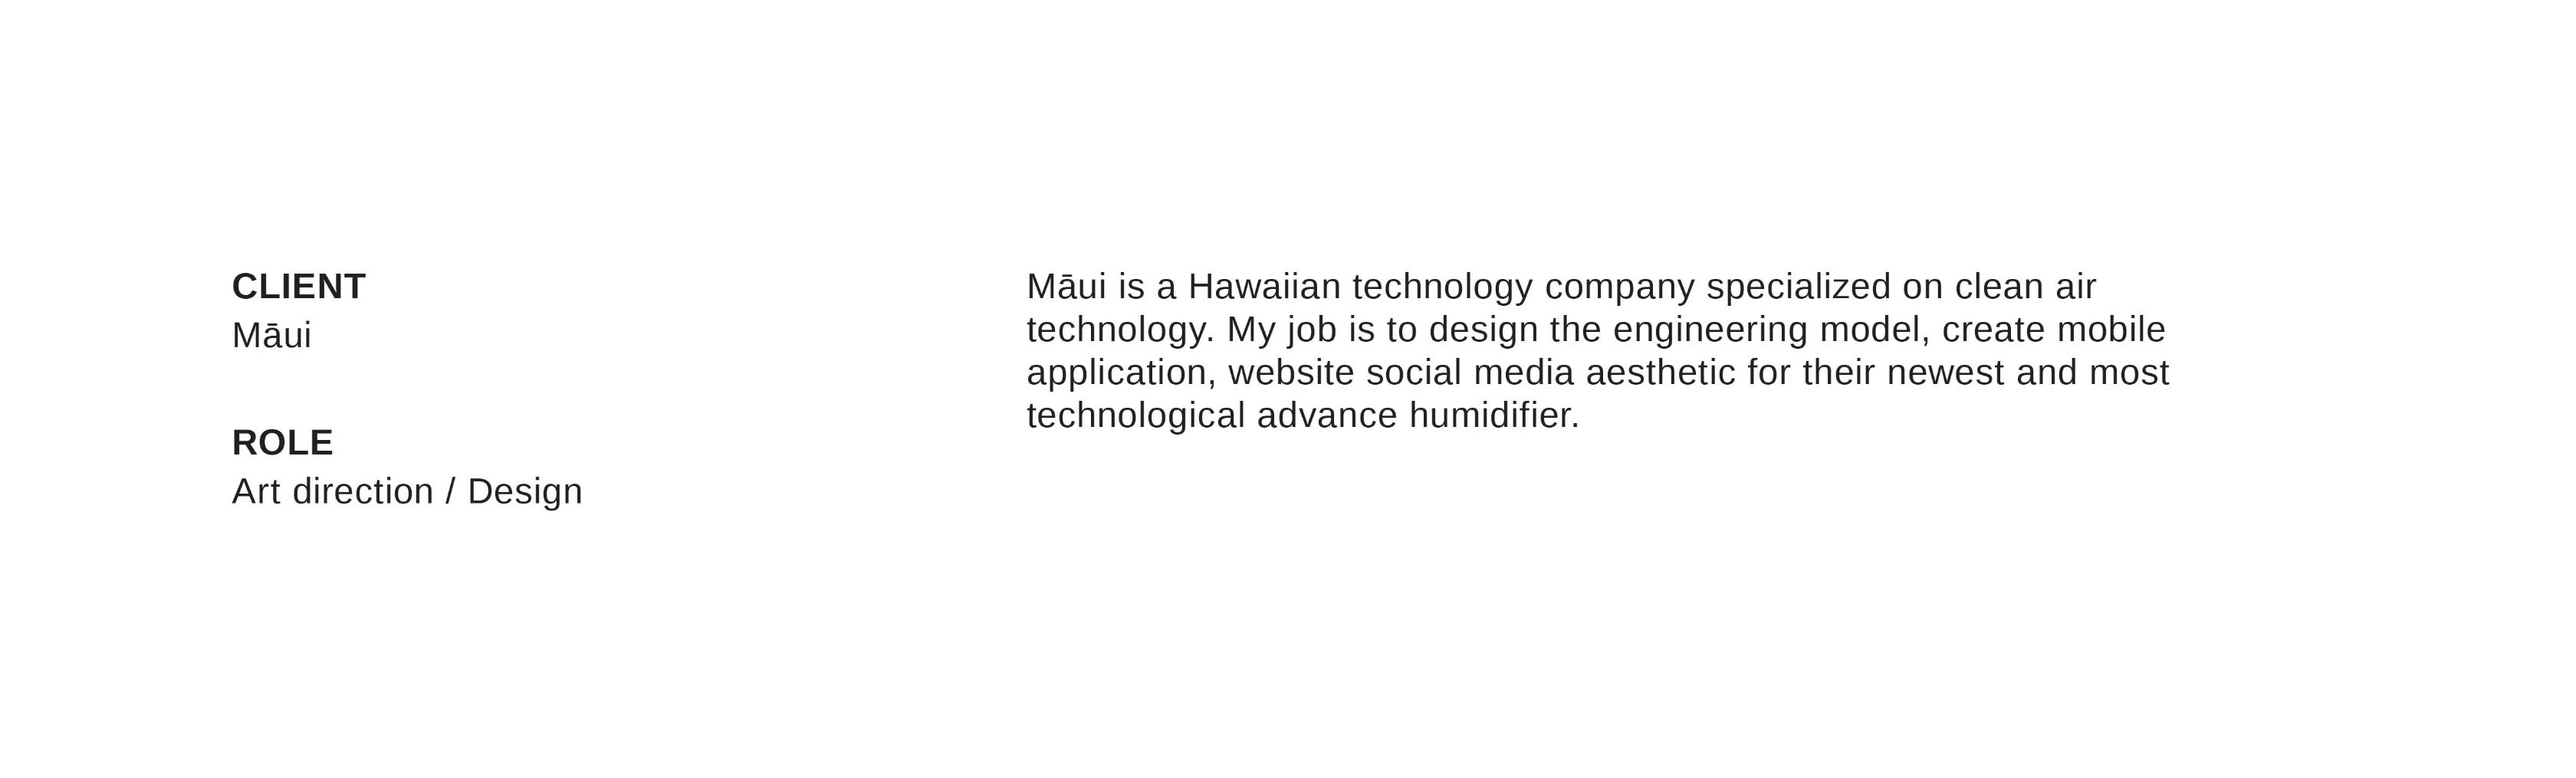 CLIENT
Māui
ROLE
Art direction / Design
Māui is a Hawaiian technology company specialized on clean air
technology. My job is to design the engineering model, create mobile
application, website social media aesthetic for their newest and most
technological advance humidifier.